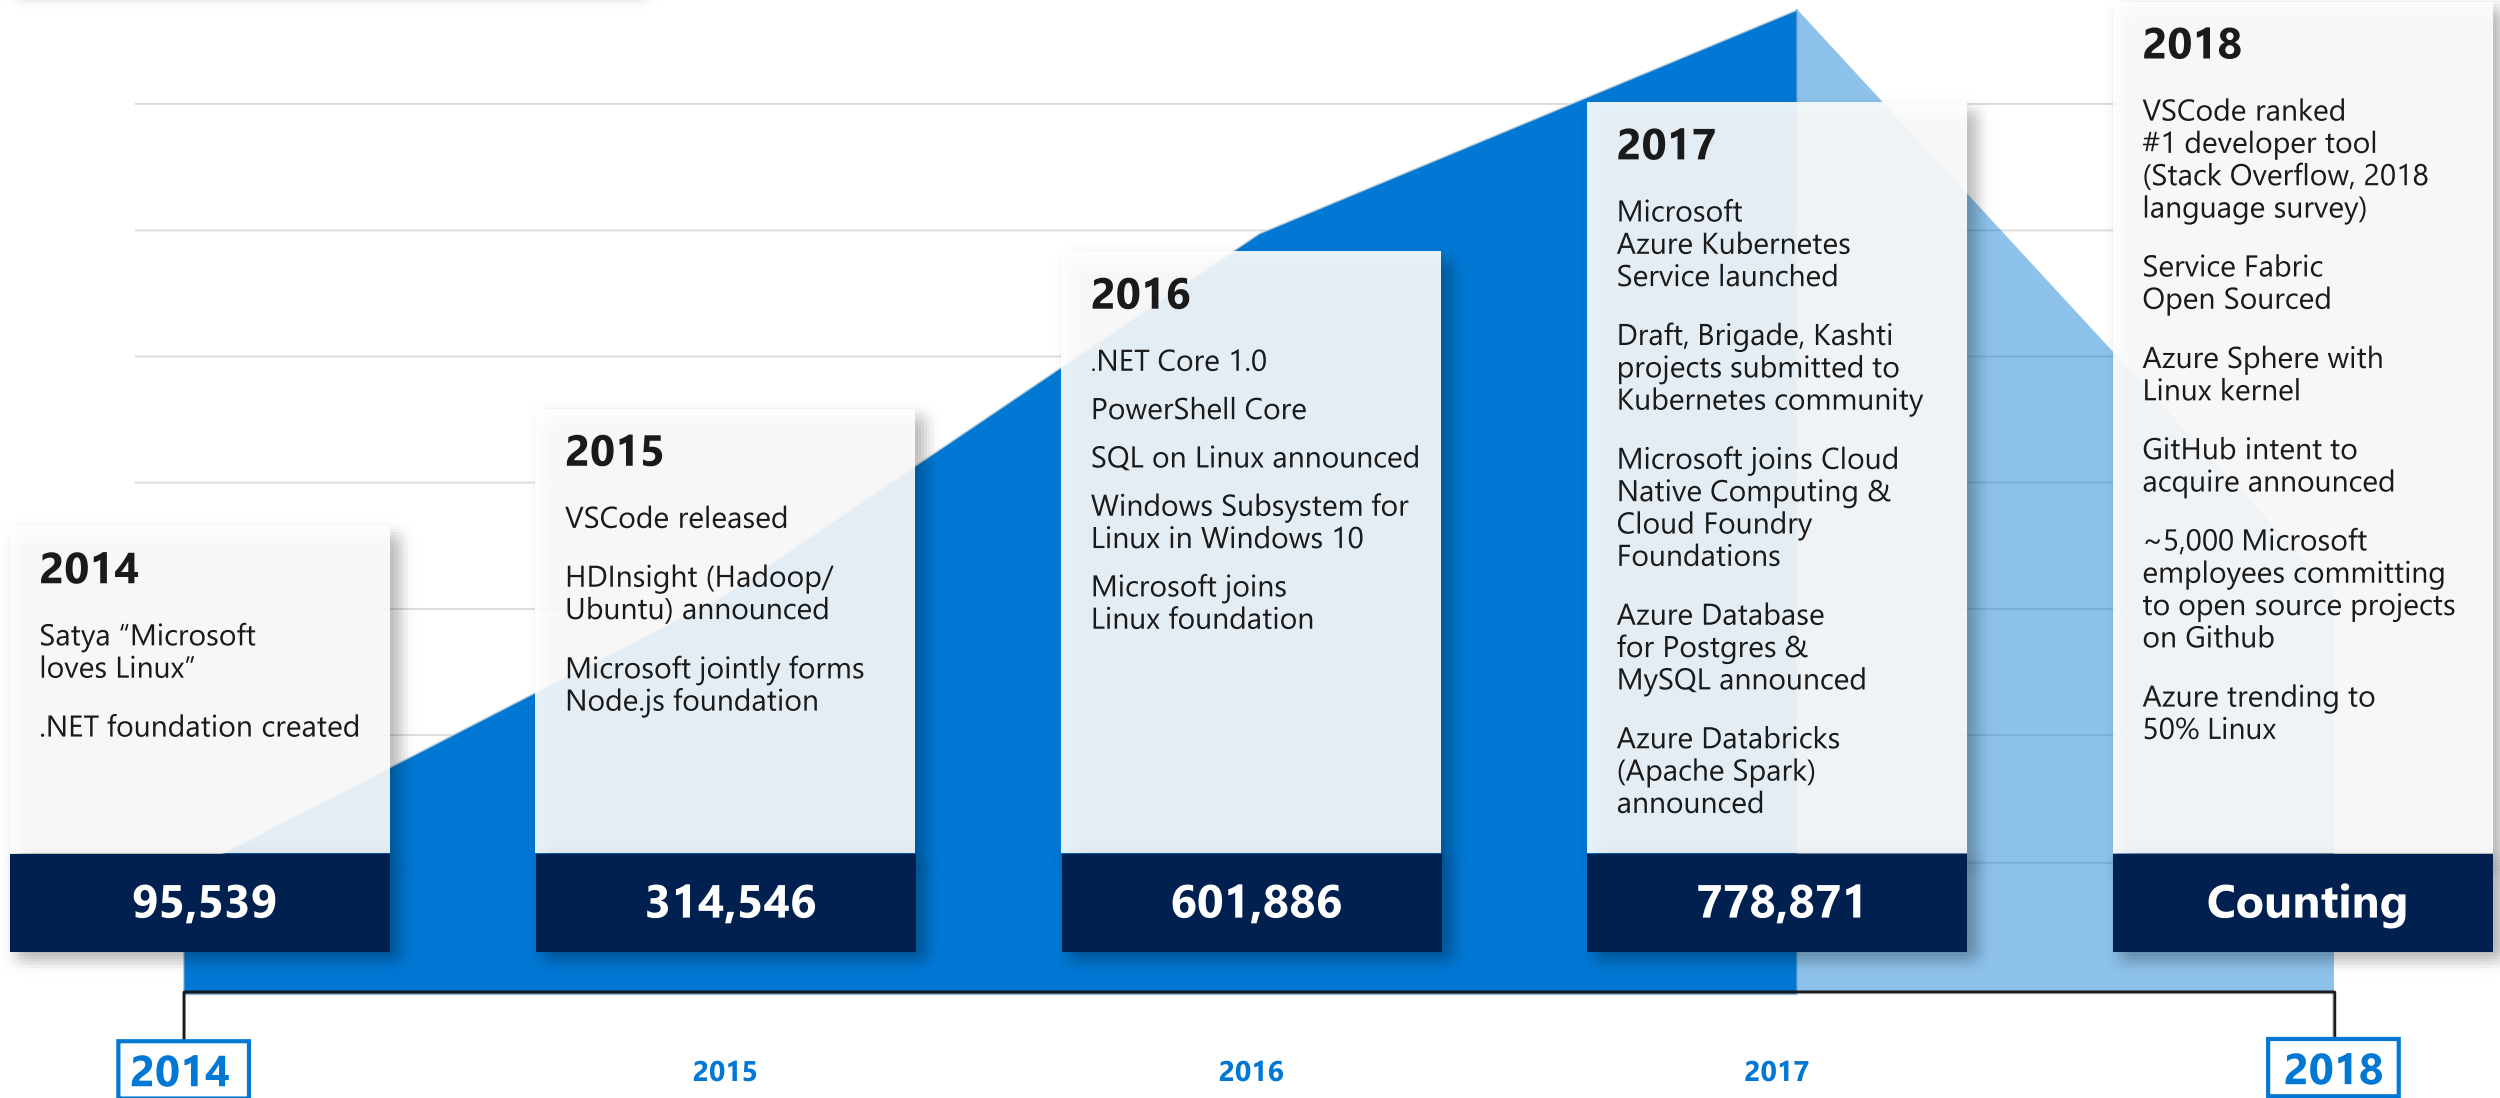 2014
Satya “Microsoft
loves Linux”
.NET foundation created
95,539
2015
VSCode released
HDInsight (Hadoop/
Ubuntu) announced
Microsoft jointly forms
Node.js foundation
314,546
2016
.NET Core 1.0
PowerShell Core
SQL on Linux announced
Windows Subsystem for
Linux in Windows 10
Microsoft joins
Linux foundation
601,886
2017
Microsoft
Azure Kubernetes
Service launched
Draft, Brigade, Kashti
projects submitted to
Kubernetes community
Microsoft joins Cloud
Native Computing &
Cloud Foundry
Foundations
Azure Database
for Postgres &
MySQL announced
Azure Databricks
(Apache Spark)
announced
778,871
2018
VSCode ranked
#1 developer tool
(Stack Overflow, 2018
language survey)
Service Fabric
Open Sourced
Azure Sphere with
Linux kernel
GitHub intent to
acquire announced
~5,000 Microsoft
employees committing
to open source projects
on Github
Azure trending to
50% Linux
Counting
2014
2015
2016
2017
2018